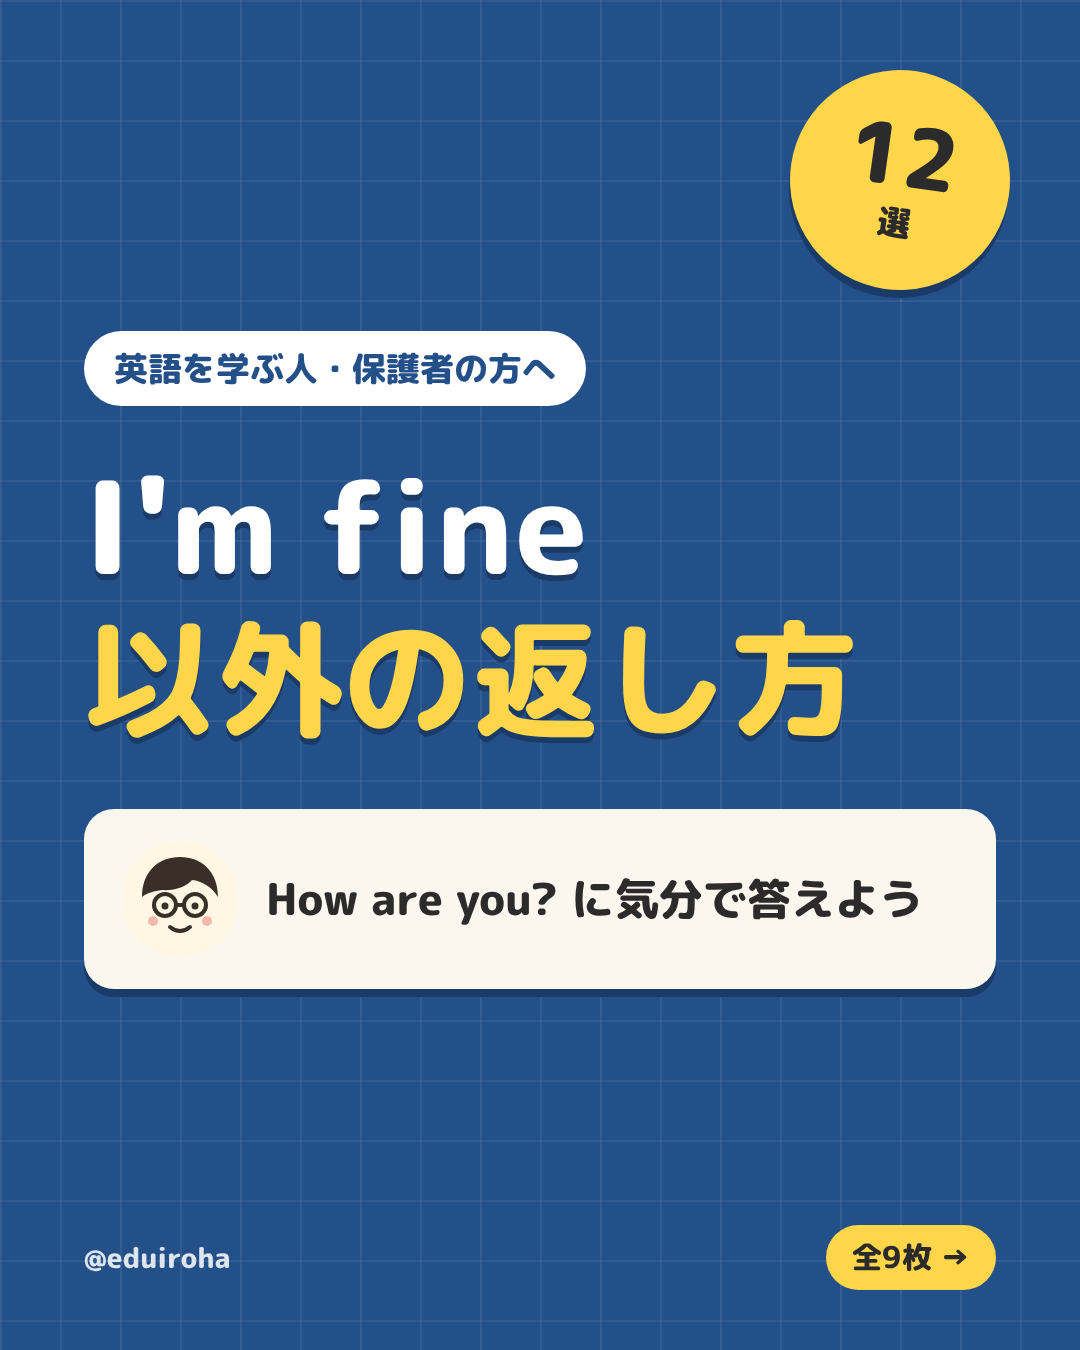 12
選
英語を学ぶ人・保護者の方へ
I'm fine
以外の返し方
How are you? に気分で答えよう
@eduiroha
全9枚 →